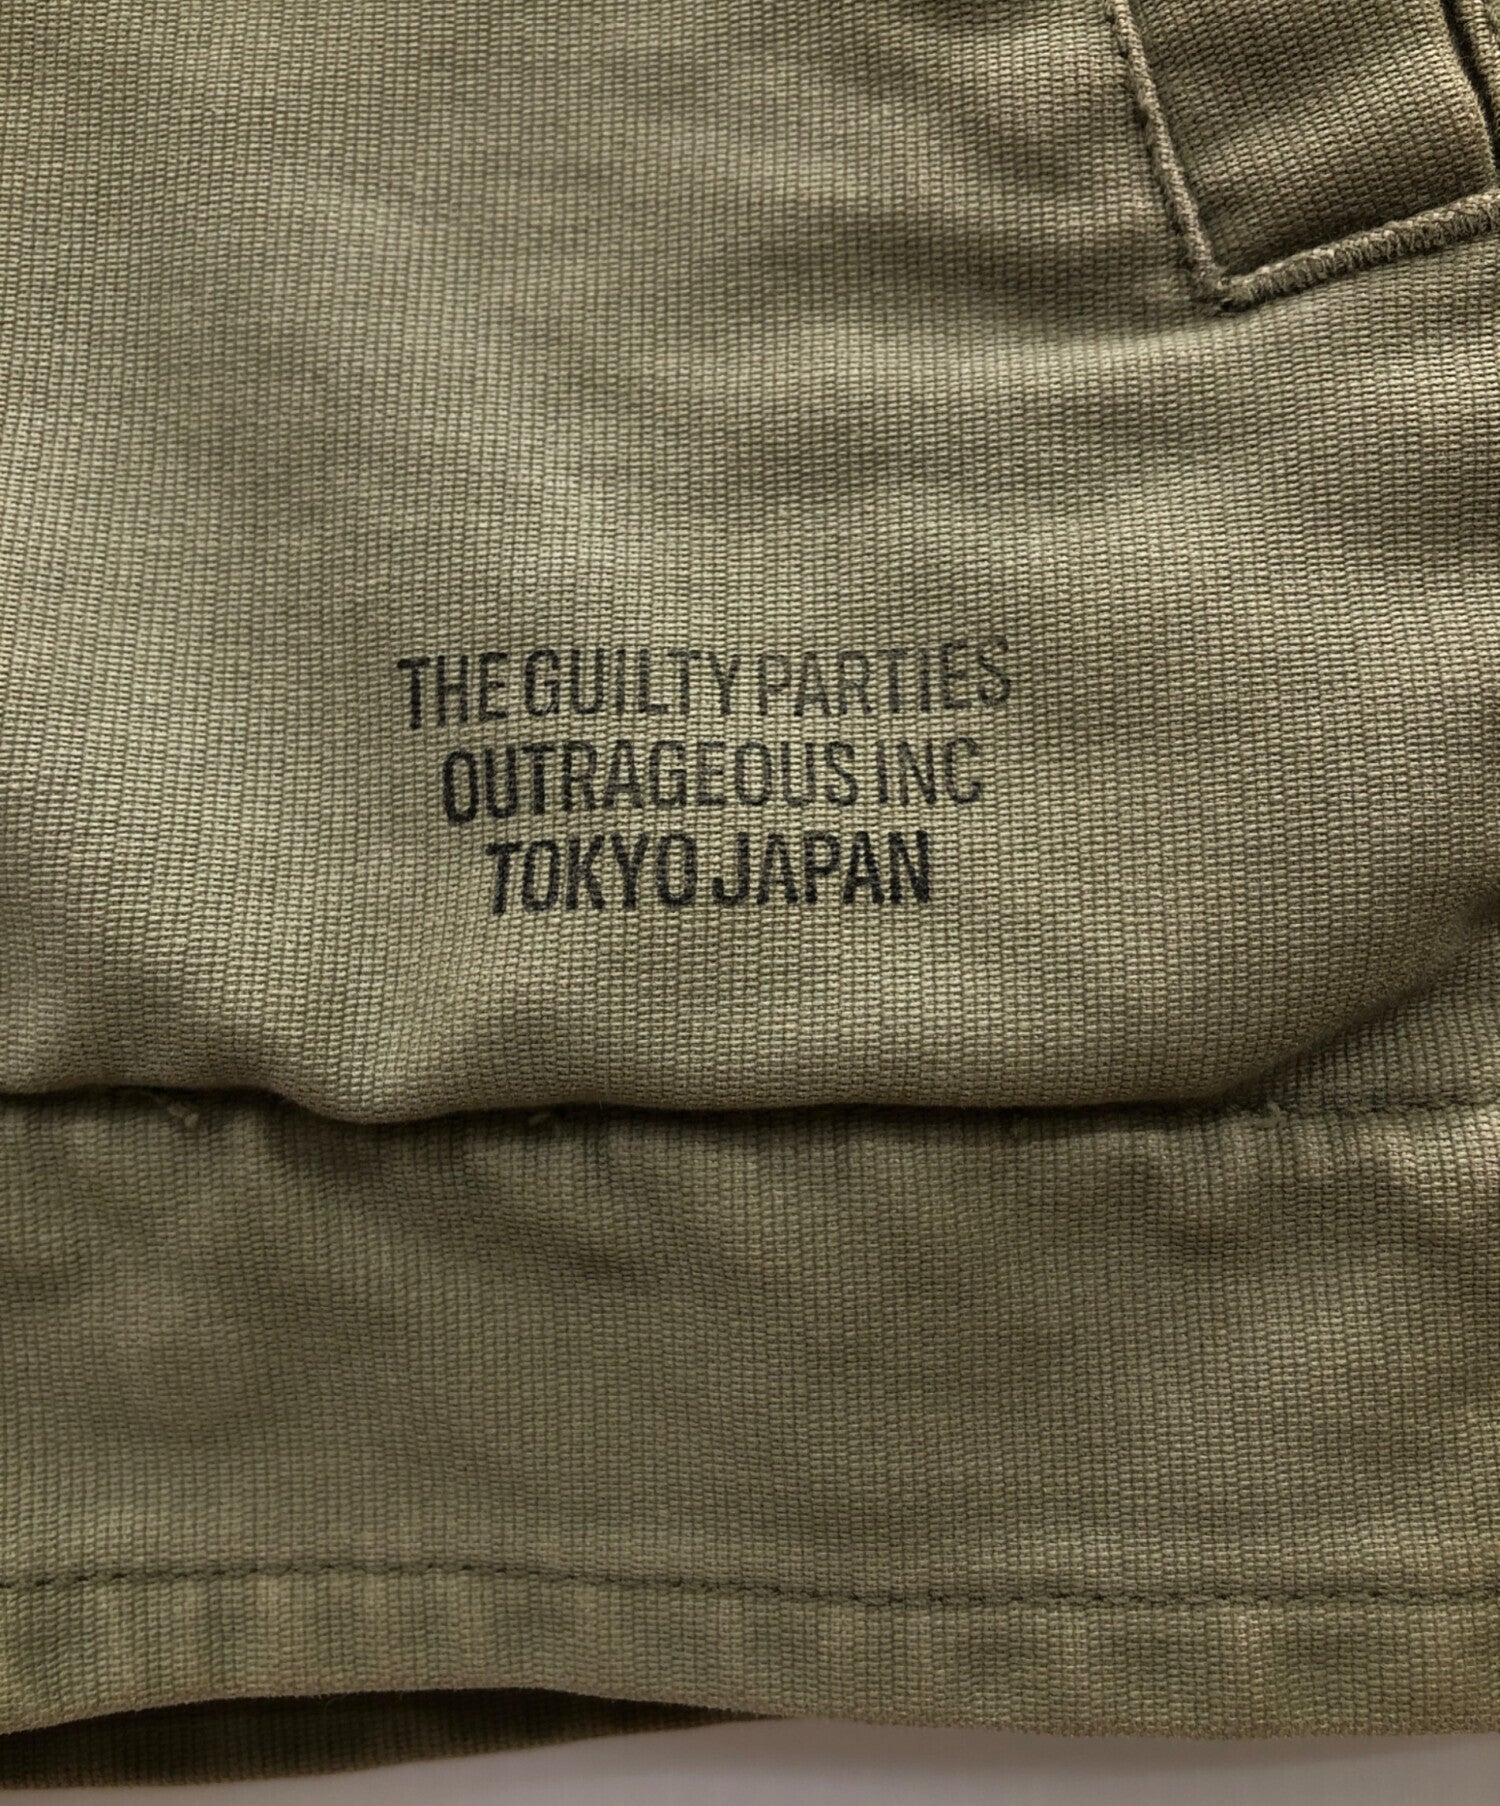 THE GUILTY PARTIES
OUTRAGEOUS INC
TOKYO JAPAN